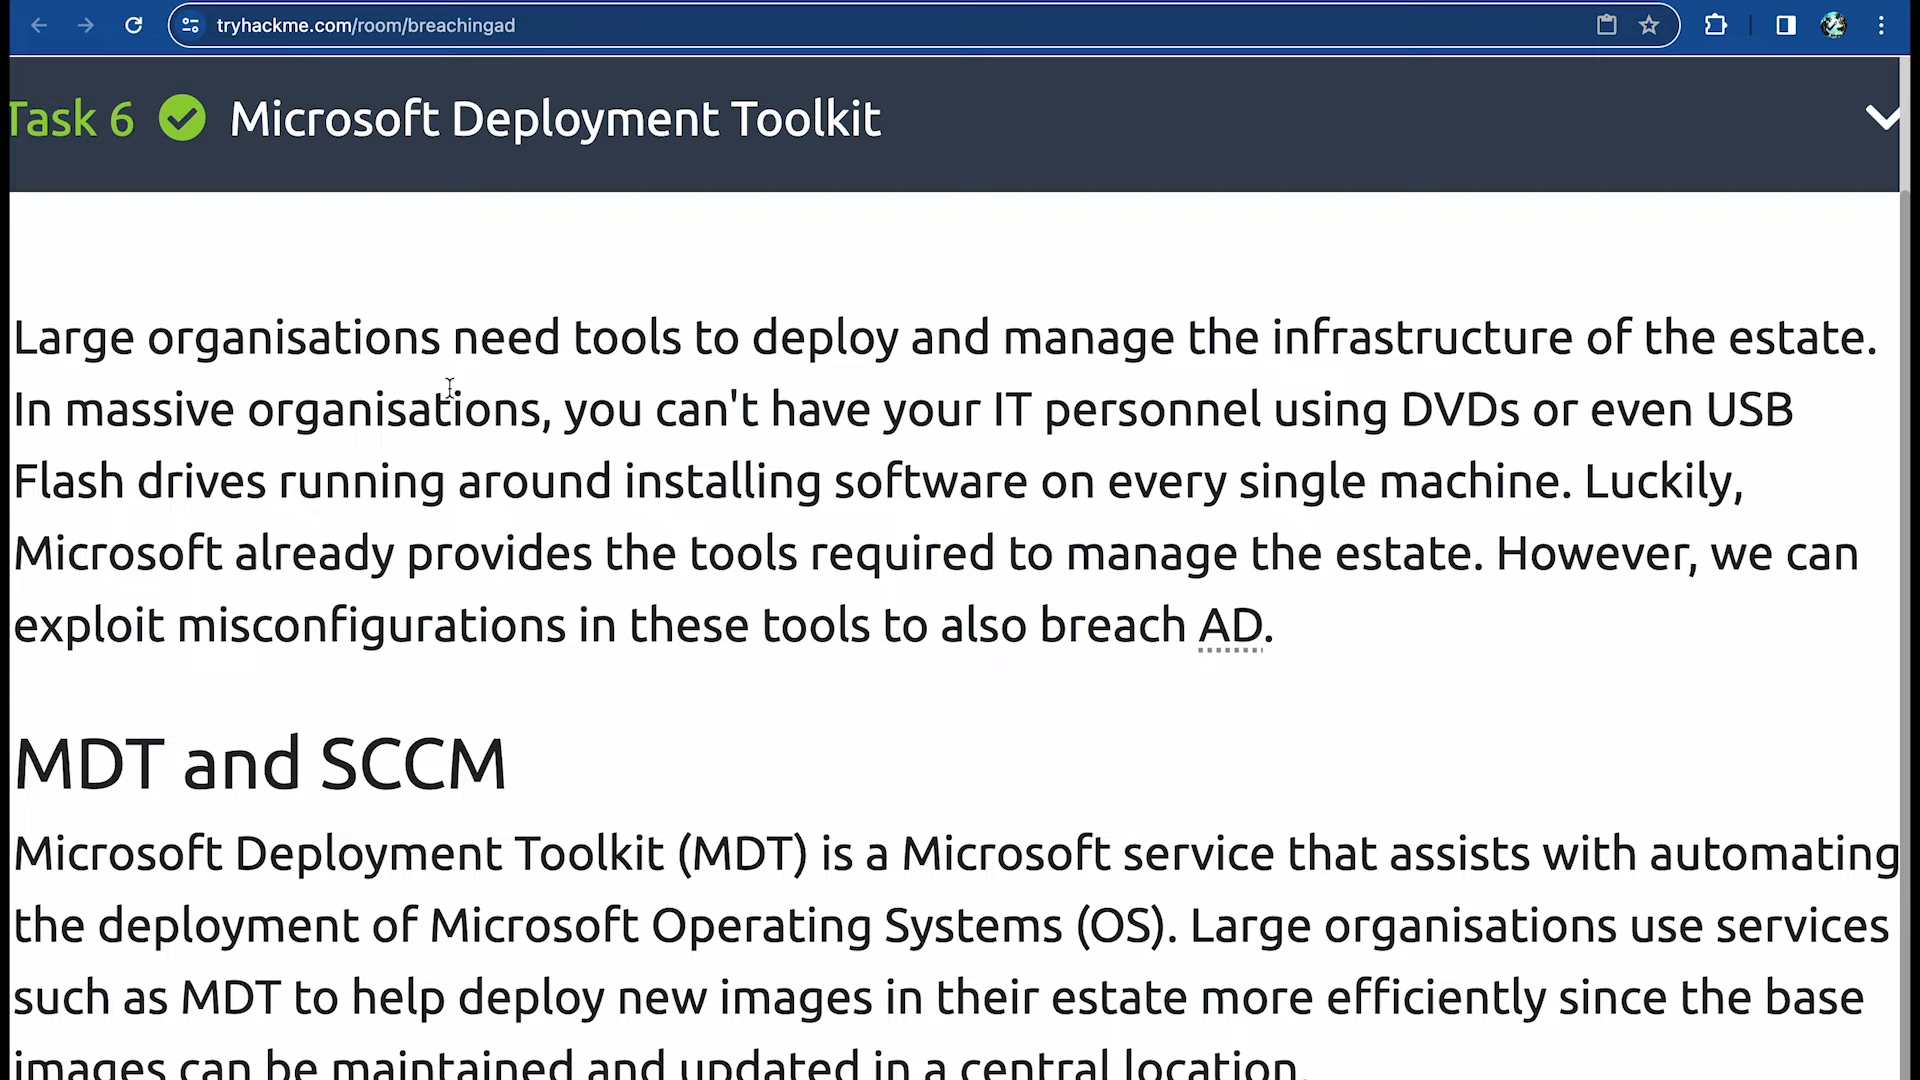 tryhackme.com/room/breachingad
Task 6 Microsoft Deployment Toolkit
Large organisations need tools to deploy and manage the infrastructure of the estate.
In massive organisations, you can't have your IT personnel using DVDs or even USB
Flash drives running around installing software on every single machine. Luckily,
Microsoft already provides the tools required to manage the estate. However, we can
exploit misconfigurations in these tools to also breach AD.
MDT and SCCM
Microsoft Deployment Toolkit (MDT) is a Microsoft service that assists with automating
the deployment of Microsoft Operating Systems (OS). Large organisations use services
such as MDT to help deploy new images in their estate more efficiently since the base
images can be maintained and updated in a central location.